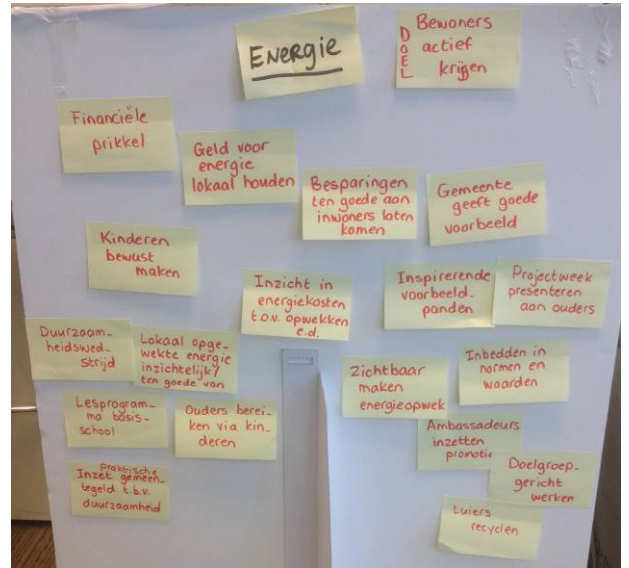 ENERGIE
DOEL
Bewoners
actief
krijgen
Financiële
prikkel
Geld voor
energie
lokaal houden
Besparingen
ten goede aan
inwoners laten
komen
Gemeente
geeft goede
voorbeeld
Kinderen
bewust
maken
Inzicht in
energiekosten
t.o.v. opwekken
e.d.
Inspirerende
voorbeeld-
panden
Projectweek
presenteren
aan ouders
Duurzaam-
heidswed-
strijd
Lokaal opge-
wekte energie
inzichtelijk/
ten goede van
Zichtbaar
maken
energieopwek
Inbedden in
normen en
waarden
Lesprogram-
ma basis-
school
Ouders berei-
ken via kin-
deren
Ambassadeurs
inzetten
promotie
Doelgroep-
gericht
werken
praktische
Inzet gemeen-
tegeld t.b.v.
duurzaamheid
Luiers
recyclen